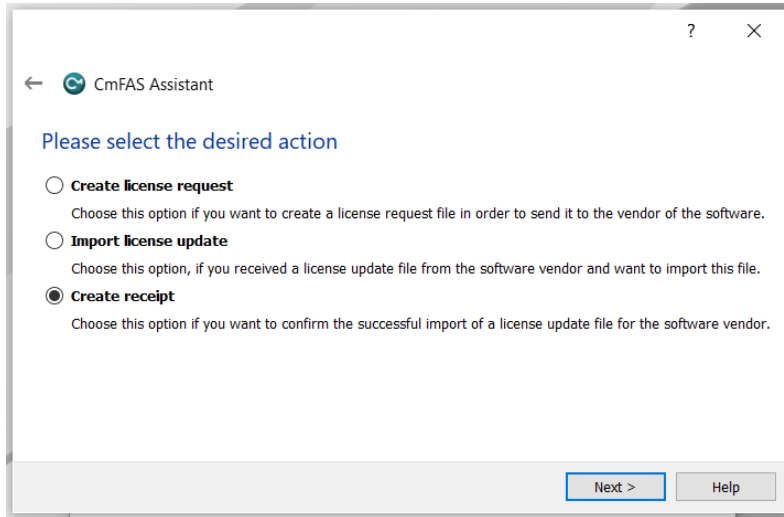 ?
CmFAS Assistant
Please select the desired action
Create license request
Choose this option if you want to create a license request file in order to send it to the vendor of the software.
Import license update
Choose this option, if you received a license update file from the software vendor and want to import this file.
Create receipt
Choose this option if you want to confirm the successful import of a license update file for the software vendor.
Next > Help